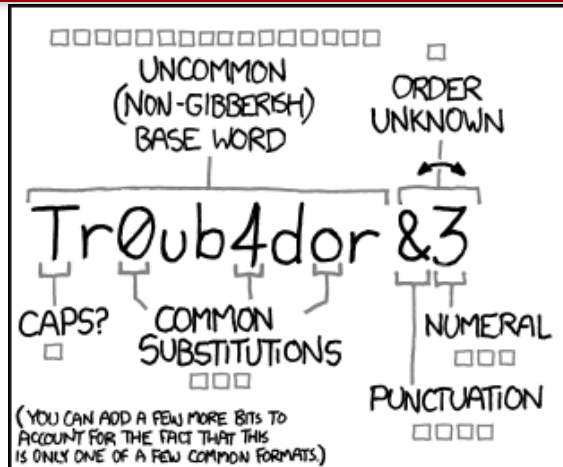 UNCOMMON
(NON-GIBBERISH)
BASE WORD
ORDER
UNKNOWN
Tr0ub4dor &3
CAPS?
COMMON
SUBSTITUTIONS
NUMERAL
PUNCTUATION
(YOU CAN ADD A FEW MORE BITS TO
ACCOUNT FOR THE FACT THAT THIS
IS ONLY ONE OF A FEW COMMON FORMATS.)